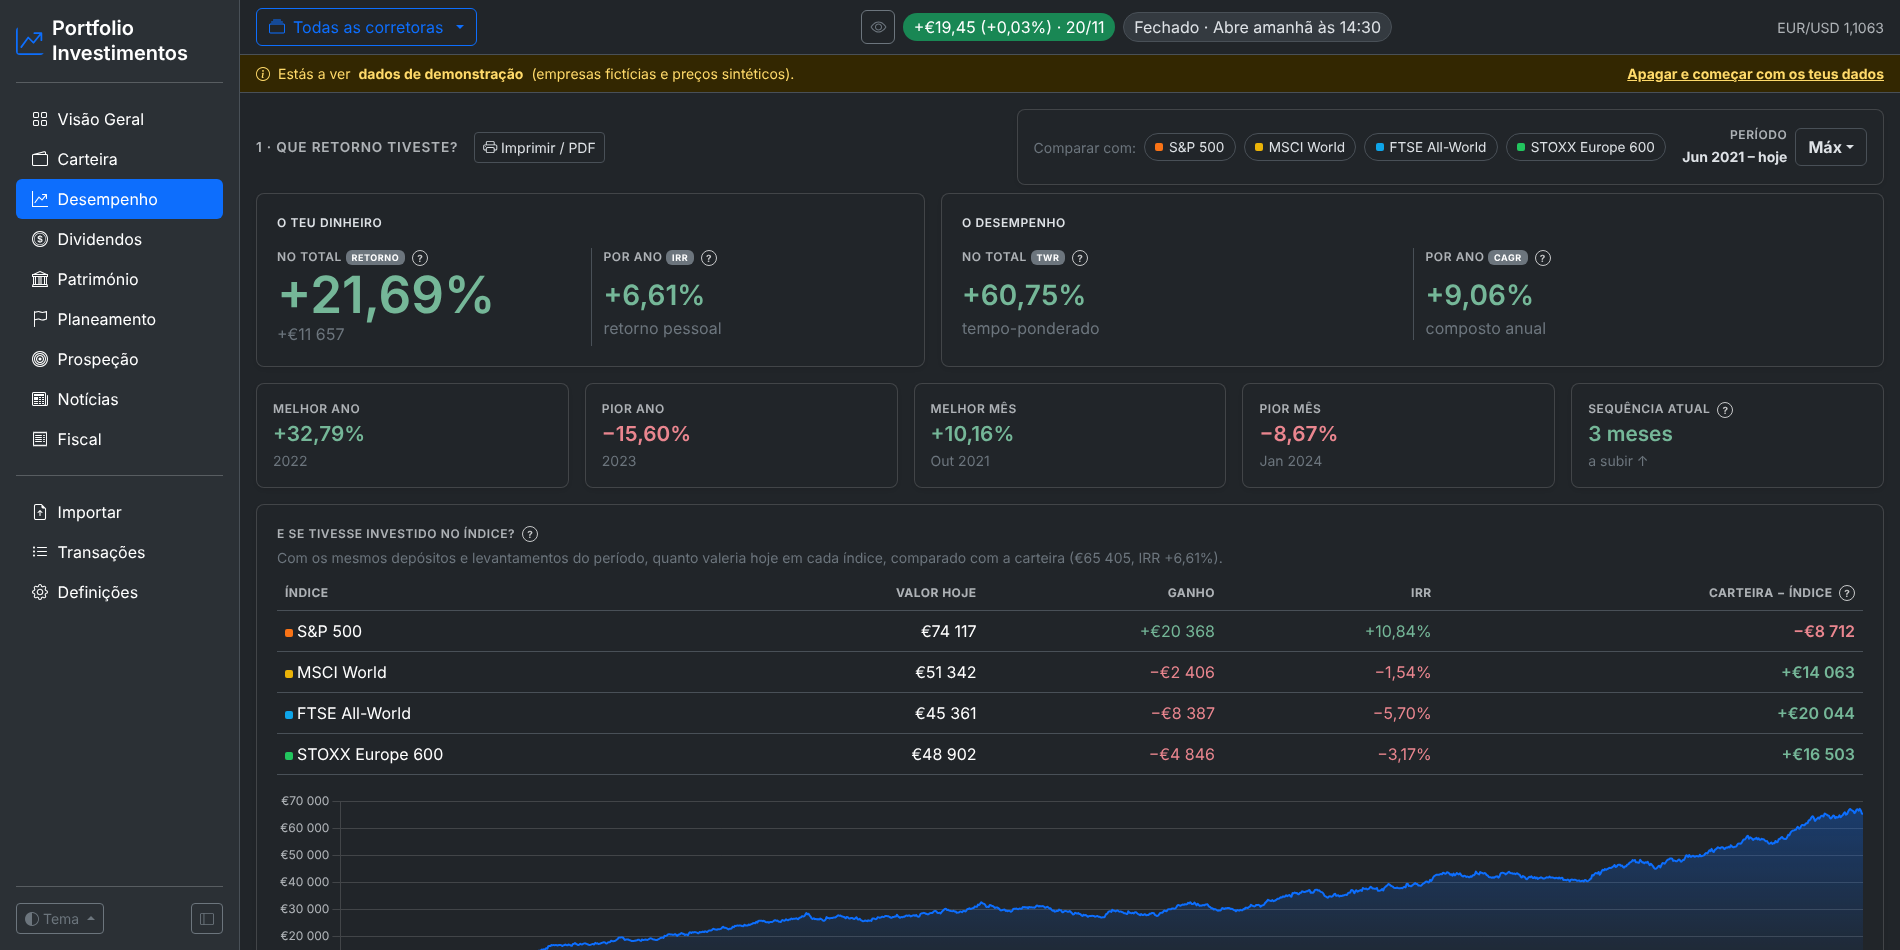 Portfolio
Investimentos
Visão Geral
Carteira
Desempenho
Dividendos
Património
Planeamento
Prospeção
Notícias
Fiscal
Importar
Transações
Definições
Tema
Todas as corretoras
+€19,45 (+0,03%) · 20/11
Fechado · Abre amanhã às 14:30
EUR/USD 1,1063
Estás a ver dados de demonstração (empresas fictícias e preços sintéticos).
Apagar e começar com os teus dados
1 · QUE RETORNO TIVESTE?
Imprimir / PDF
Comparar com:
S&P 500
MSCI World
FTSE All-World
STOXX Europe 600
PERÍODO
Jun 2021 – hoje
Máx
O TEU DINHEIRO
NO TOTAL RETORNO ?
+21,69%
+€11 657
POR ANO IRR ?
+6,61%
retorno pessoal
O DESEMPENHO
NO TOTAL TWR ?
+60,75%
tempo-ponderado
POR ANO CAGR ?
+9,06%
composto anual
MELHOR ANO
+32,79%
2022
PIOR ANO
−15,60%
2023
MELHOR MÊS
+10,16%
Out 2021
PIOR MÊS
−8,67%
Jan 2024
SEQUÊNCIA ATUAL ?
3 meses
a subir ↑
E SE TIVESSE INVESTIDO NO ÍNDICE? ?
Com os mesmos depósitos e levantamentos do período, quanto valeria hoje em cada índice, comparado com a carteira (€65 405, IRR +6,61%).
ÍNDICE VALOR HOJE GANHO IRR CARTEIRA − ÍNDICE ?
S&P 500 €74 117 +€20 368 +10,84% −€8 712
MSCI World €51 342 −€2 406 −1,54% +€14 063
FTSE All-World €45 361 −€8 387 −5,70% +€20 044
STOXX Europe 600 €48 902 −€4 846 −3,17% +€16 503
€70 000
€60 000
€50 000
€40 000
€30 000
€20 000